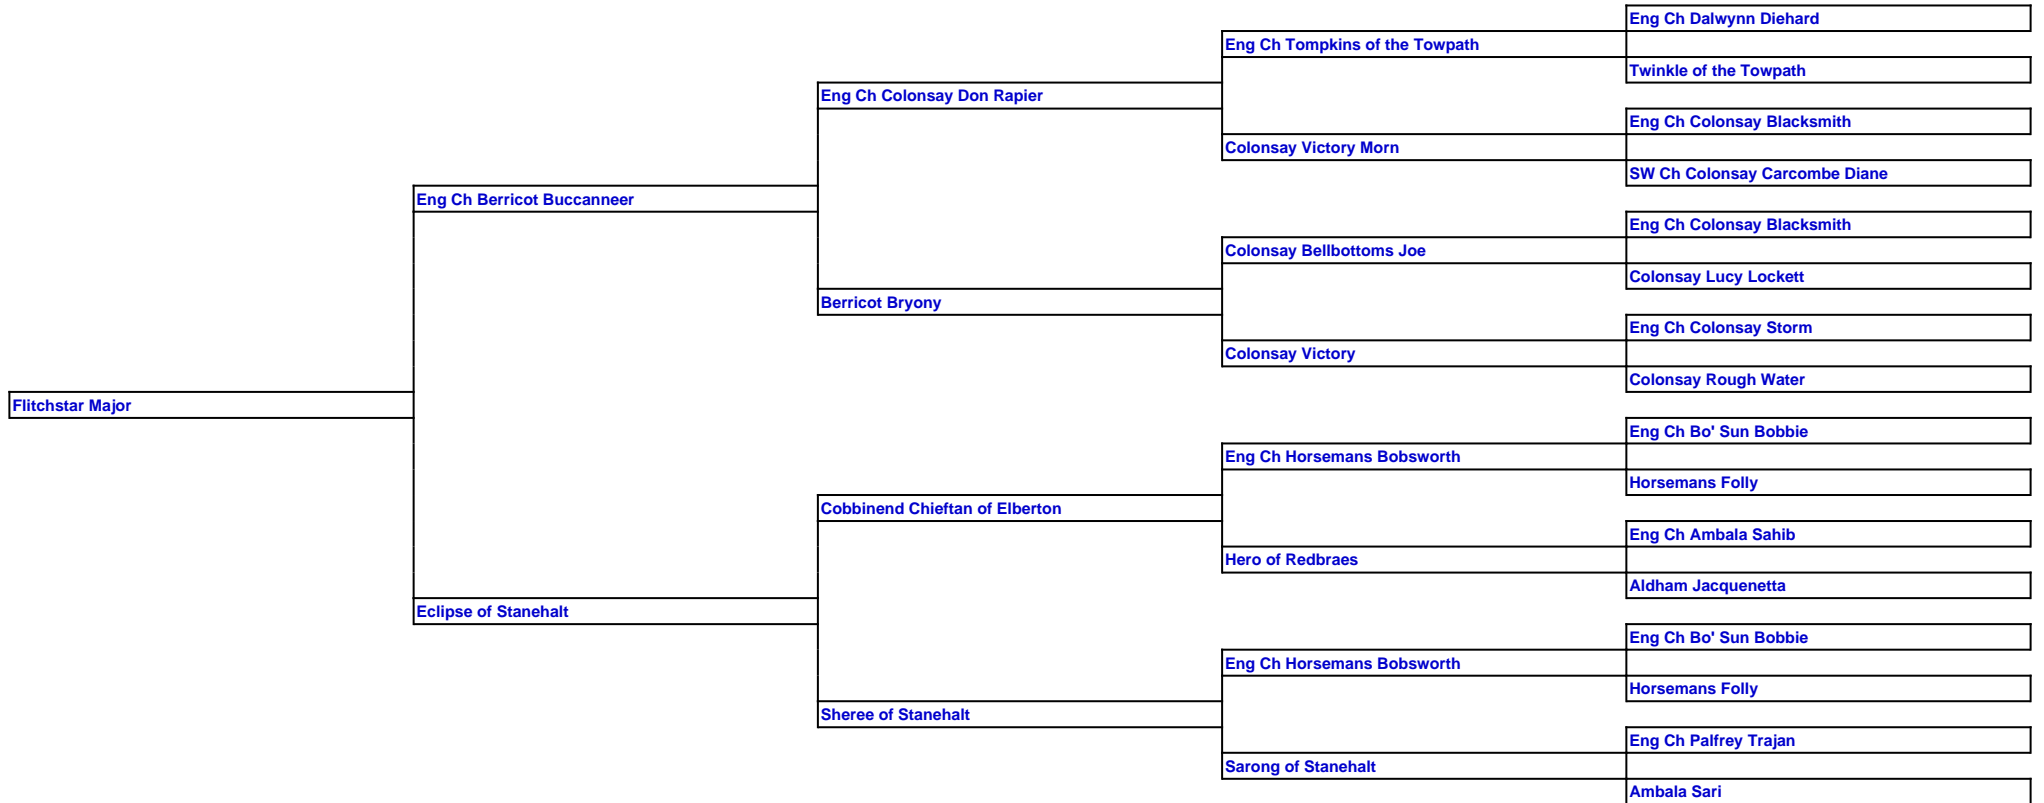 Eng Ch Dalwynn Diehard
Eng Ch Tompkins of the Towpath
Twinkle of the Towpath
Eng Ch Colonsay Don Rapier
Eng Ch Colonsay Blacksmith
Colonsay Victory Morn
SW Ch Colonsay Carcombe Diane
Eng Ch Berricot Buccanneer
Eng Ch Colonsay Blacksmith
Colonsay Bellbottoms Joe
Colonsay Lucy Lockett
Berricot Bryony
Eng Ch Colonsay Storm
Colonsay Victory
Colonsay Rough Water
Flitchstar Major
Eng Ch Bo' Sun Bobbie
Eng Ch Horsemans Bobsworth
Horsemans Folly
Cobbinend Chieftan of Elberton
Eng Ch Ambala Sahib
Hero of Redbraes
Aldham Jacquenetta
Eclipse of Stanehalt
Eng Ch Bo' Sun Bobbie
Eng Ch Horsemans Bobsworth
Horsemans Folly
Sheree of Stanehalt
Eng Ch Palfrey Trajan
Sarong of Stanehalt
Ambala Sari